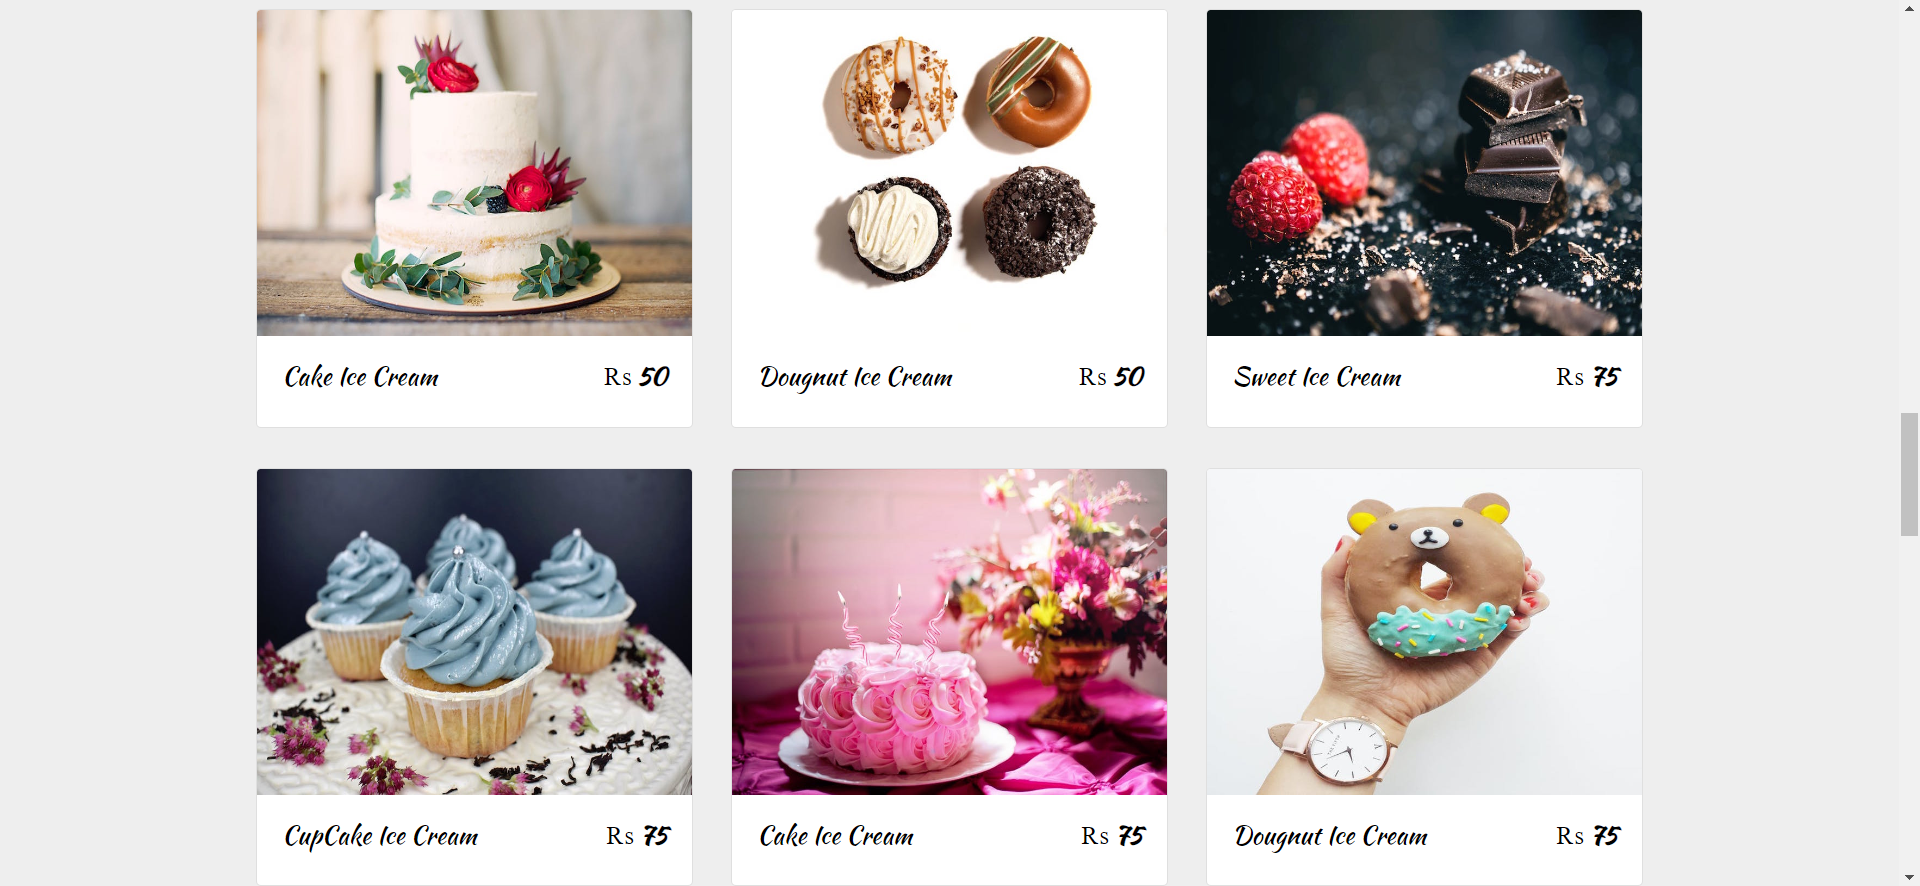 Cake Ice Cream Rs 50
Dougnut Ice Cream Rs 50
Sweet Ice Cream Rs 75
CupCake Ice Cream Rs 75
Cake Ice Cream Rs 75
Dougnut Ice Cream Rs 75